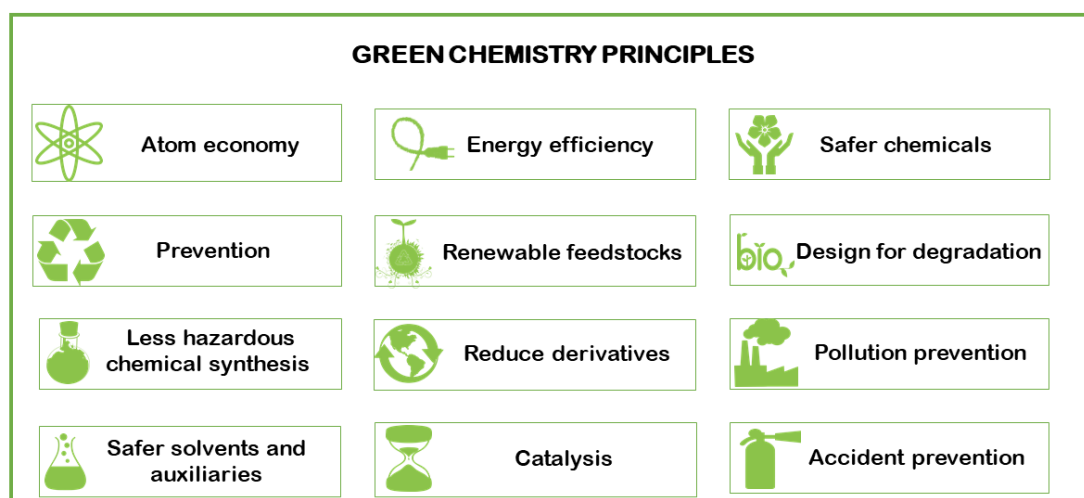 GREEN CHEMISTRY PRINCIPLES
Atom economy
Energy efficiency
Safer chemicals
Prevention
Renewable feedstocks
bio
Design for degradation
Less hazardous
chemical synthesis
Reduce derivatives
Pollution prevention
Safer solvents and
auxiliaries
Catalysis
Accident prevention